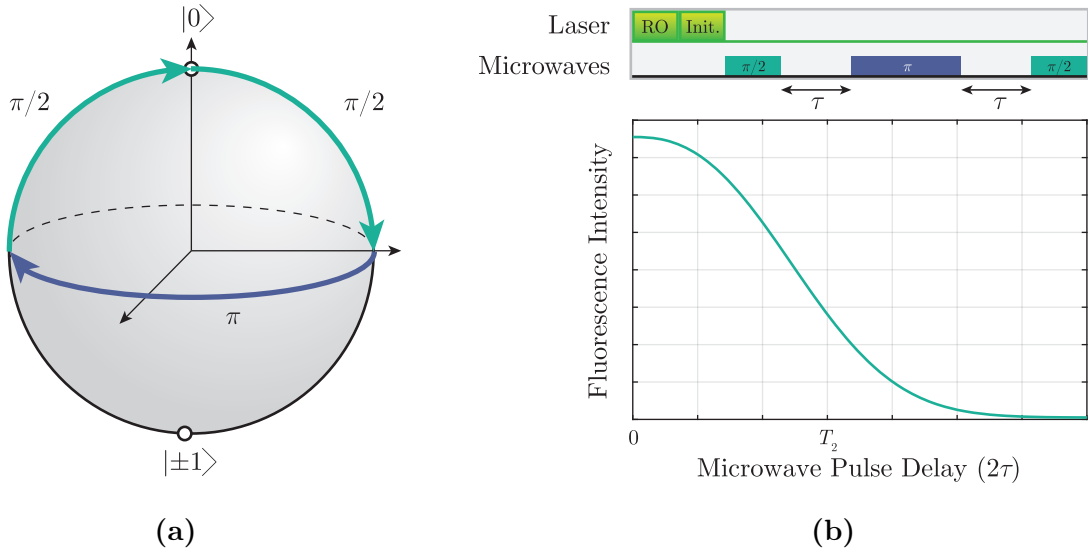 |0⟩
π/2
π/2
π
|±1⟩
(a)
Laser
RO
Init.
Microwaves
π/2
π
π/2
τ
τ
Fluorescence Intensity
0
T₂
Microwave Pulse Delay (2τ)
(b)